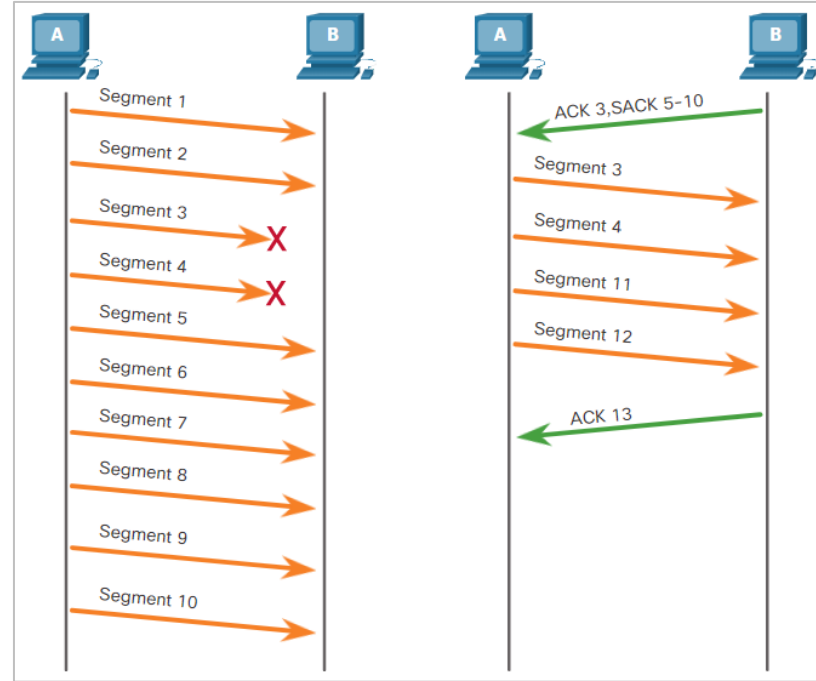 A
B
Segment 1
Segment 2
Segment 3
X
Segment 4
X
Segment 5
Segment 6
Segment 7
Segment 8
Segment 9
Segment 10
A
B
ACK 3,SACK 5-10
Segment 3
Segment 4
Segment 11
Segment 12
ACK 13